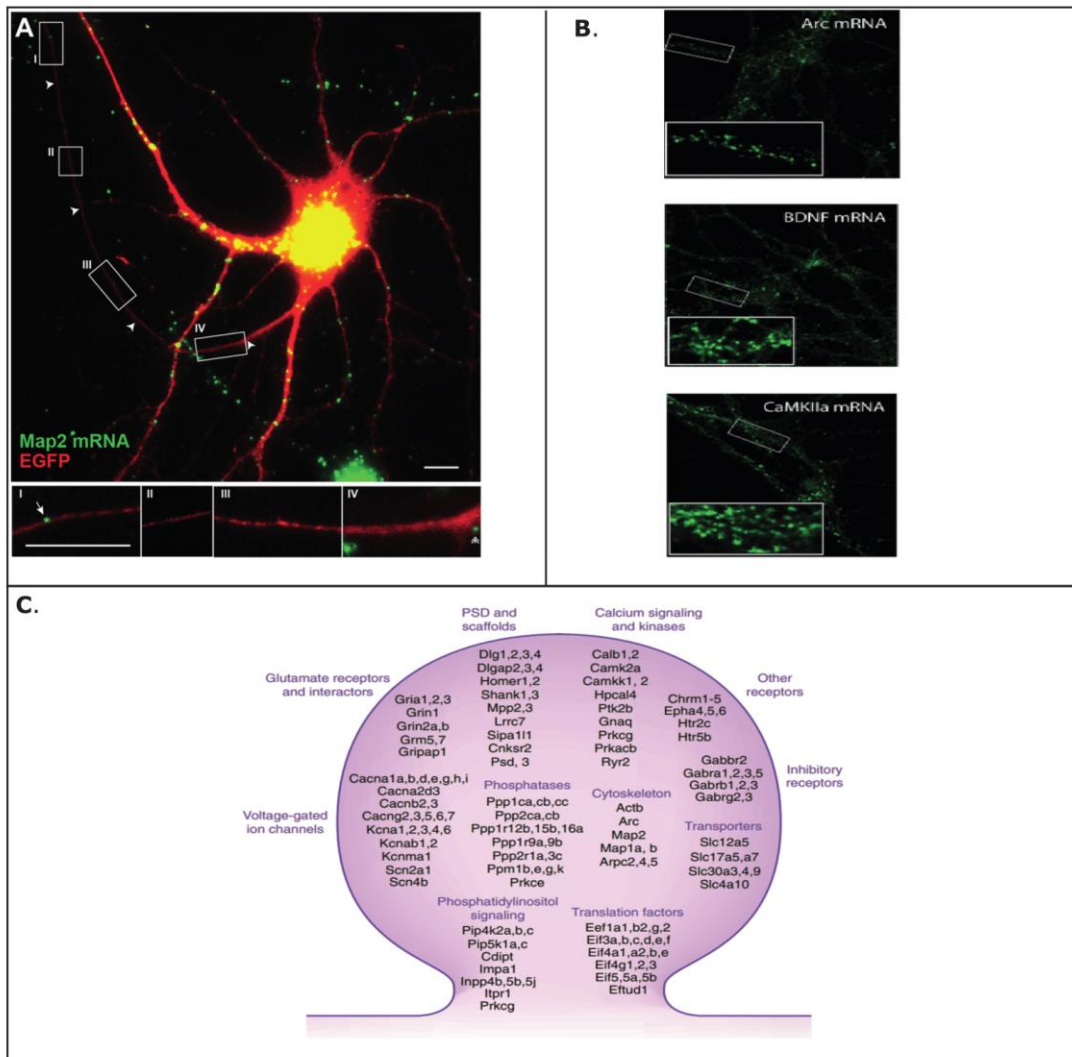 A
I
II
III
IV
Map2 mRNA
EGFP
I
II
III
IV
B.
Arc mRNA
BDNF mRNA
CaMKIIa mRNA
C.
PSD and
scaffolds
Dlg1,2,3,4
Dlgap2,3,4
Homer1,2
Shank1,3
Mpp2,3
Lrrc7
Sipa1l1
Cnksr2
Psd, 3
Calcium signaling
and kinases
Calb1,2
Camk2a
Camkk1, 2
Hpcal4
Ptk2b
Gnaq
Prkcg
Prkacb
Ryr2
Glutamate receptors
and interactors
Gria1,2,3
Grin1
Grin2a,b
Grm5,7
Gripap1
Other
receptors
Chrm1-5
Epha4,5,6
Htr2c
Htr5b
Inhibitory
receptors
Gabbr2
Gabra1,2,3,5
Gabrb1,2,3
Gabrg2,3
Voltage-gated
ion channels
Cacna1a,b,d,e,g,h,i
Cacna2d3
Cacnb2,3
Cacng2,3,5,6,7
Kcna1,2,3,4,6
Kcnab1,2
Kcnma1
Scn2a1
Scn4b
Phosphatases
Ppp1ca,cb,cc
Ppp2ca,cb
Ppp1r12b,15b,16a
Ppp1r9a,9b
Ppp2r1a,3c
Ppm1b,e,g,k
Prkce
Cytoskeleton
Actb
Arc
Map2
Map1a, b
Arpc2,4,5
Transporters
Slc12a5
Slc17a5,a7
Slc30a3,4,9
Slc4a10
Phosphatidylinositol
signaling
Pip4k2a,b,c
Pip5k1a,c
Cdipt
Impa1
Inpp4b,5b,5j
Itpr1
Prkcg
Translation factors
Eef1a1,b2,g,2
Eif3a,b,c,d,e,f
Eif4a1,a2,b,e
Eif4g1,2,3
Eif5,5a,5b
Eftud1